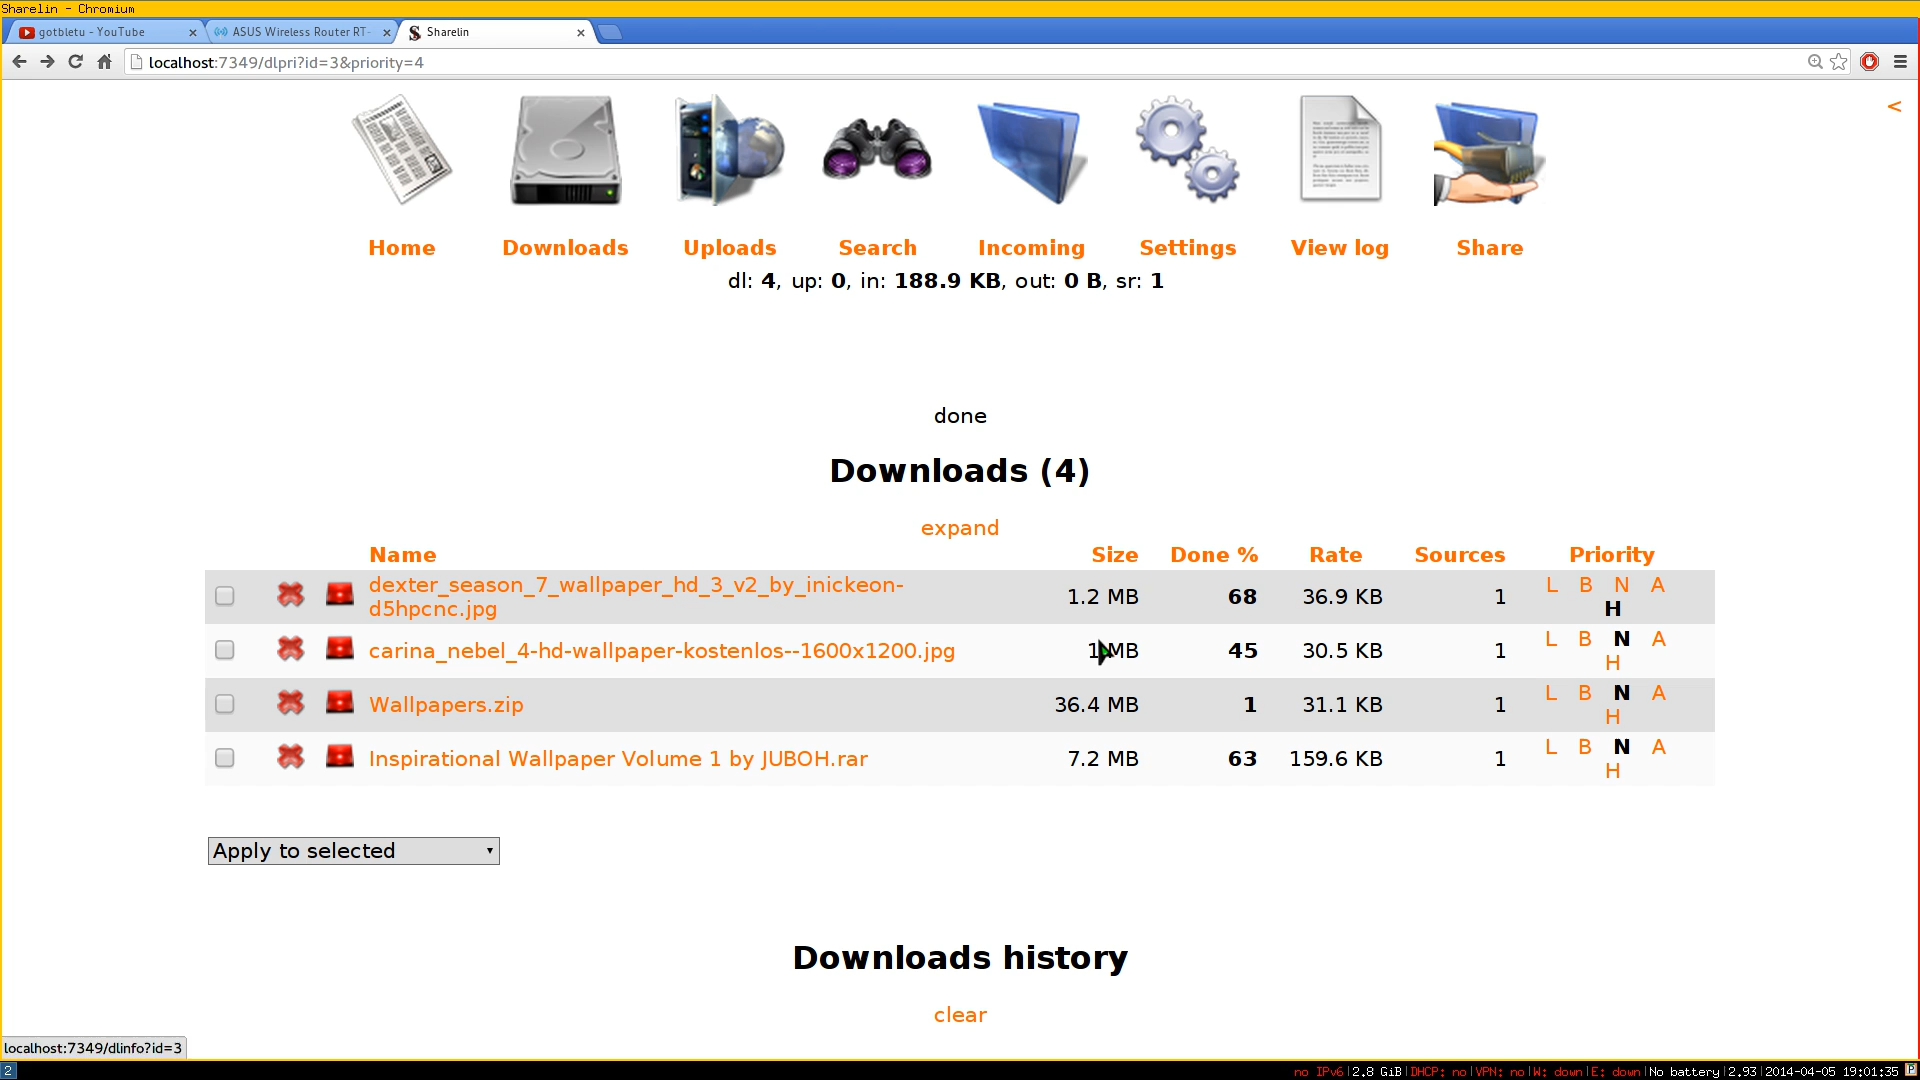 Sharelin - Chromium
gotbletu - YouTube
ASUS Wireless Router RT-
Sharelin
localhost:7349/dlpri?id=3&priority=4
<
Home Downloads Uploads Search Incoming Settings View log Share
dl: 4, up: 0, in: 188.9 KB, out: 0 B, sr: 1
done
Downloads (4)
expand
Name Size Done % Rate Sources Priority
dexter_season_7_wallpaper_hd_3_v2_by_inickeon-
d5hpcnc.jpg 1.2 MB 68 36.9 KB 1 L B N A
H
carina_nebel_4-hd-wallpaper-kostenlos--1600x1200.jpg 1 MB 45 30.5 KB 1 L B N A
H
Wallpapers.zip 36.4 MB 1 31.1 KB 1 L B N A
H
Inspirational Wallpaper Volume 1 by JUBOH.rar 7.2 MB 63 159.6 KB 1 L B N A
H
Apply to selected
Downloads history
clear
localhost:7349/dlinfo?id=3
2 no IPv6|2.8 GiB|DHCP: no|VPN: no|W: down|E: down|No battery|2.93|2014-04-05 19:01:35 P